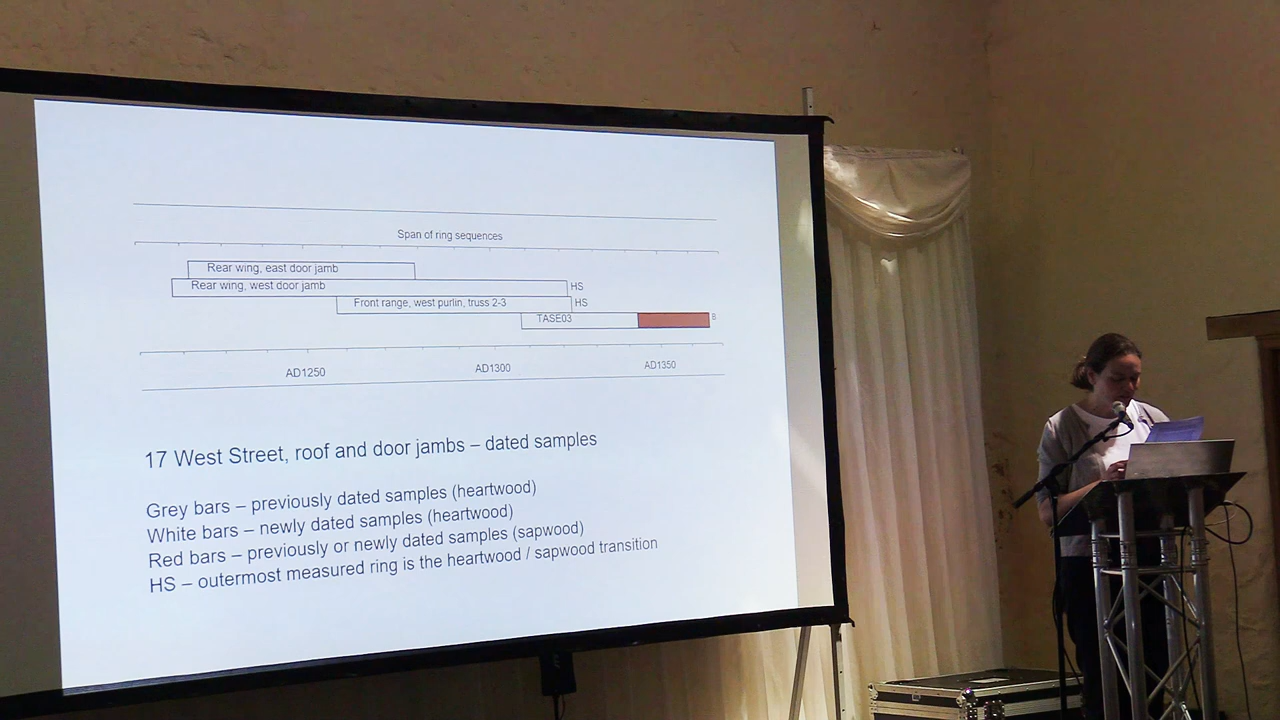 Span of ring sequences
Rear wing, east door jamb
Rear wing, west door jamb HS
Front range, west purlin, truss 2-3 HS
TASE03 B
AD1250 AD1300 AD1350
17 West Street, roof and door jambs – dated samples
Grey bars – previously dated samples (heartwood)
White bars – newly dated samples (heartwood)
Red bars – previously or newly dated samples (sapwood)
HS – outermost measured ring is the heartwood / sapwood transition